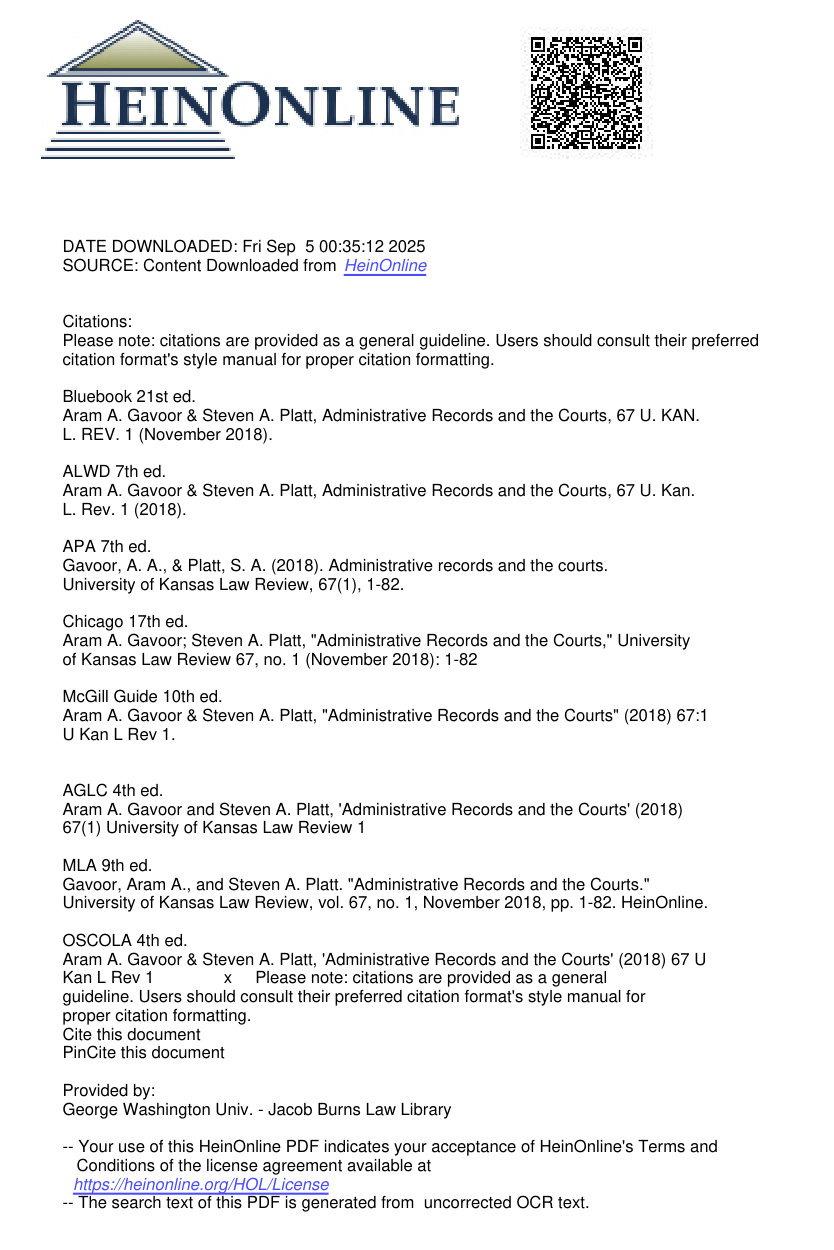 HEINONLINE
DATE DOWNLOADED: Fri Sep 5 00:35:12 2025
SOURCE: Content Downloaded from HeinOnline
Citations:
Please note: citations are provided as a general guideline. Users should consult their preferred
citation format's style manual for proper citation formatting.
Bluebook 21st ed.
Aram A. Gavoor & Steven A. Platt, Administrative Records and the Courts, 67 U. KAN.
L. REV. 1 (November 2018).
ALWD 7th ed.
Aram A. Gavoor & Steven A. Platt, Administrative Records and the Courts, 67 U. Kan.
L. Rev. 1 (2018).
APA 7th ed.
Gavoor, A. A., & Platt, S. A. (2018). Administrative records and the courts.
University of Kansas Law Review, 67(1), 1-82.
Chicago 17th ed.
Aram A. Gavoor; Steven A. Platt, "Administrative Records and the Courts," University
of Kansas Law Review 67, no. 1 (November 2018): 1-82
McGill Guide 10th ed.
Aram A. Gavoor & Steven A. Platt, "Administrative Records and the Courts" (2018) 67:1
U Kan L Rev 1.
AGLC 4th ed.
Aram A. Gavoor and Steven A. Platt, 'Administrative Records and the Courts' (2018)
67(1) University of Kansas Law Review 1
MLA 9th ed.
Gavoor, Aram A., and Steven A. Platt. "Administrative Records and the Courts."
University of Kansas Law Review, vol. 67, no. 1, November 2018, pp. 1-82. HeinOnline.
OSCOLA 4th ed.
Aram A. Gavoor & Steven A. Platt, 'Administrative Records and the Courts' (2018) 67 U
Kan L Rev 1 x Please note: citations are provided as a general
guideline. Users should consult their preferred citation format's style manual for
proper citation formatting.
Cite this document
PinCite this document
Provided by:
George Washington Univ. - Jacob Burns Law Library
-- Your use of this HeinOnline PDF indicates your acceptance of HeinOnline's Terms and
Conditions of the license agreement available at
https://heinonline.org/HOL/License
-- The search text of this PDF is generated from uncorrected OCR text.